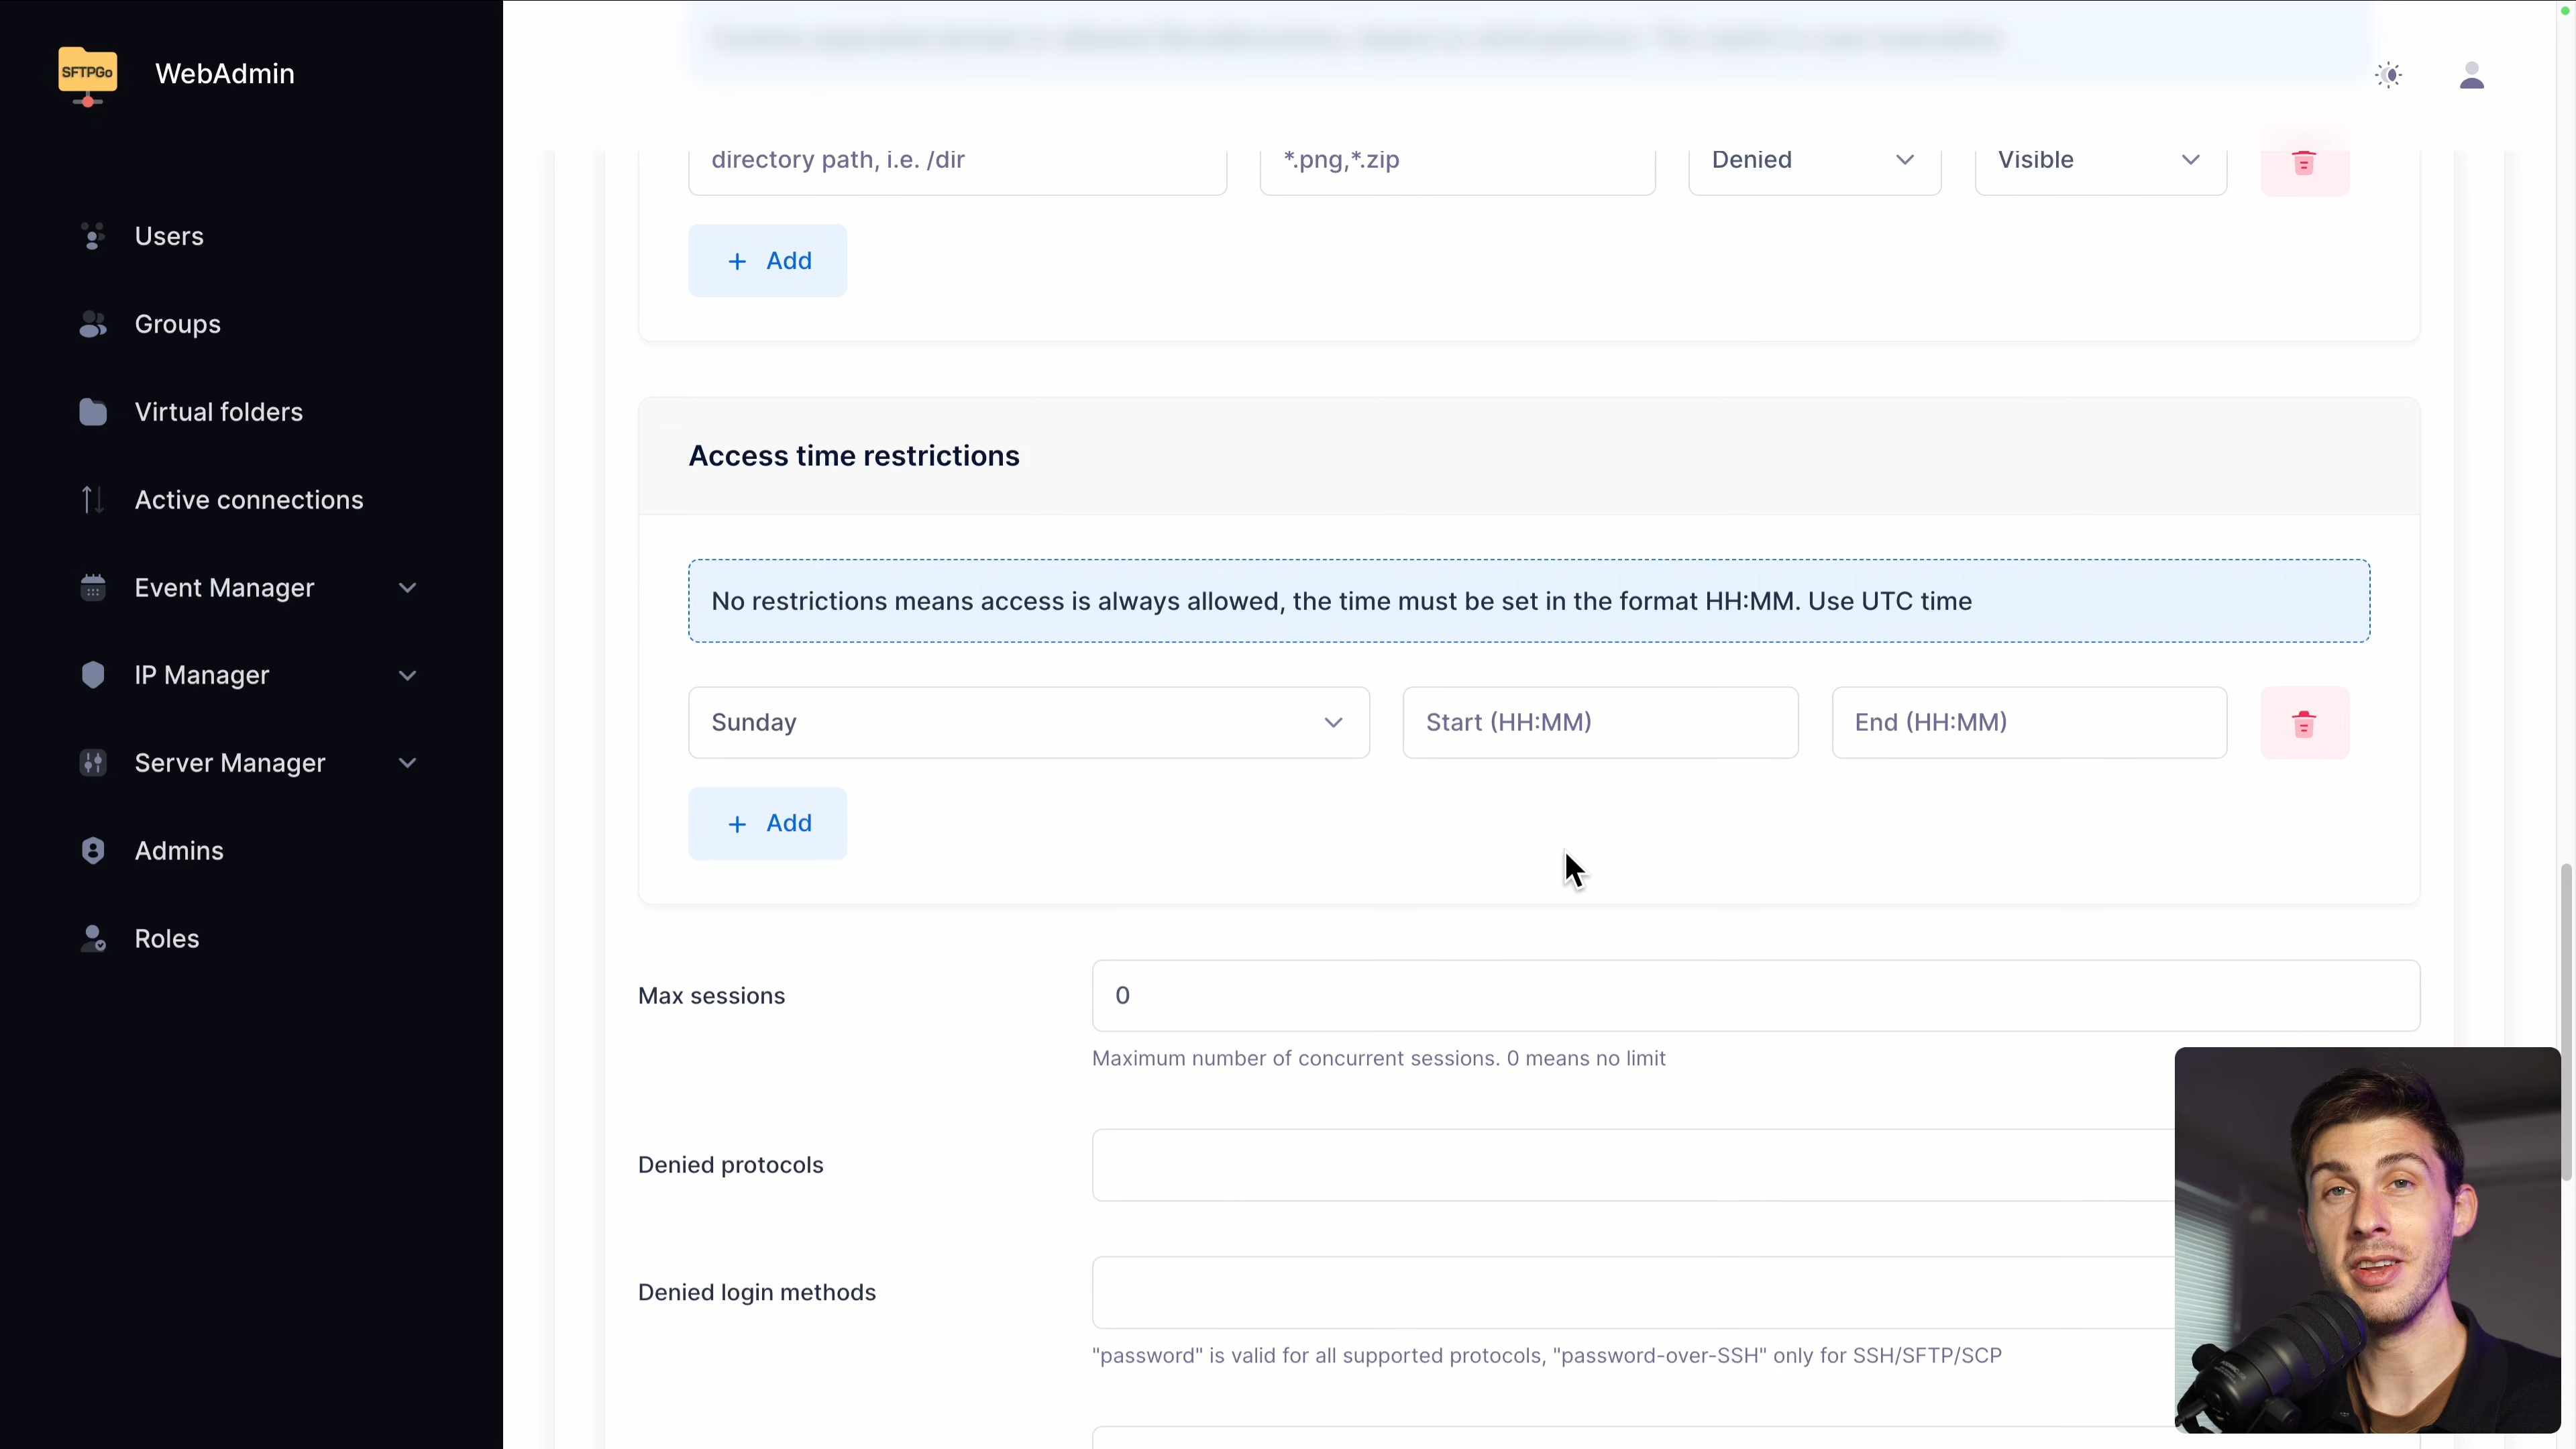 SFTPGo
WebAdmin
Users
Groups
Virtual folders
Active connections
Event Manager
IP Manager
Server Manager
Admins
Roles
directory path, i.e. /dir
*.png,*.zip
Denied
Visible
+ Add
Access time restrictions
No restrictions means access is always allowed, the time must be set in the format HH:MM. Use UTC time
Sunday
Start (HH:MM)
End (HH:MM)
+ Add
Max sessions
0
Maximum number of concurrent sessions. 0 means no limit
Denied protocols
Denied login methods
"password" is valid for all supported protocols, "password-over-SSH" only for SSH/SFTP/SCP